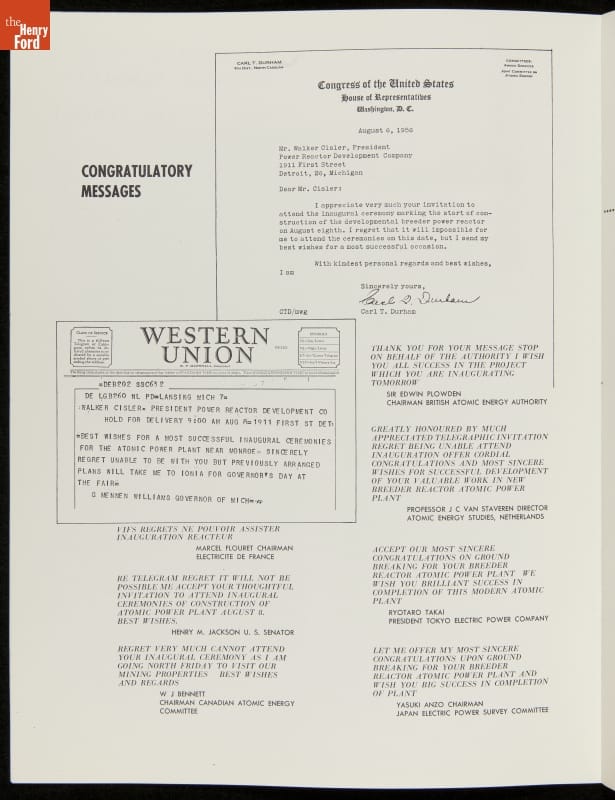 the
Henry
Ford
CONGRATULATORY
MESSAGES
CARL T. DURHAM
6TH DIST., NORTH CAROLINA
COMMITTEES:
ARMED SERVICES
JOINT COMMITTEE ON
ATOMIC ENERGY
Congress of the United States
House of Representatives
Washington, D. C.
August 6, 1956
Mr. Walker Cisler, President
Power Reactor Development Company
1911 First Street
Detroit, 26, Michigan
Dear Mr. Cisler:
I appreciate very much your invitation to
attend the inaugural ceremony marking the start of con-
struction of the developmental breeder power reactor
on August eighth. I regret that it will impossible for
me to attend the ceremonies on this date, but I send my
best wishes for a most successful occasion.
With kindest personal regards and best wishes,
I am
Sincerely yours,
Carl T. Durham
CTD/mwg
Carl T. Durham
CLASS OF SERVICE
WESTERN
UNION
SYMBOLS
DE LGB260 NL PD=LANSING MICH 7=
WALKER CISLER= PRESIDENT POWER REACTOR DEVELOPMENT CO
HOLD FOR DELIVERY 9:00 AM AUG 8=1911 FIRST ST DET=
=BEST WISHES FOR A MOST SUCCESSFUL INAUGURAL CEREMONIES
FOR THE ATOMIC POWER PLANT NEAR MONROE= SINCERELY
REGRET UNABLE TO BE WITH YOU BUT PREVIOUSLY ARRANGED
PLANS WILL TAKE ME TO IONIA FOR GOVERNOR'S DAY AT
THE FAIR=
G MENNEN WILLIAMS GOVERNOR OF MICH=
VIFS REGRETS NE POUVOIR ASSISTER
INAUGURATION REACTEUR
MARCEL FLOURET CHAIRMAN
ELECTRICITE DE FRANCE
RE TELEGRAM REGRET IT WILL NOT BE
POSSIBLE ME ACCEPT YOUR THOUGHTFUL
INVITATION TO ATTEND INAUGURAL
CEREMONIES OF CONSTRUCTION OF
ATOMIC POWER PLANT AUGUST 8.
BEST WISHES.
HENRY M. JACKSON U. S. SENATOR
REGRET VERY MUCH CANNOT ATTEND
YOUR INAUGURAL CEREMONY AS I AM
GOING NORTH FRIDAY TO VISIT OUR
MINING PROPERTIES BEST WISHES
AND REGARDS
W J BENNETT
CHAIRMAN CANADIAN ATOMIC ENERGY
COMMITTEE
THANK YOU FOR YOUR MESSAGE STOP
ON BEHALF OF THE AUTHORITY I WISH
YOU ALL SUCCESS IN THE PROJECT
WHICH YOU ARE INAUGURATING
TOMORROW
SIR EDWIN PLOWDEN
CHAIRMAN BRITISH ATOMIC ENERGY AUTHORITY
GREATLY HONOURED BY MUCH
APPRECIATED TELEGRAPHIC INVITATION
REGRET BEING UNABLE ATTEND
INAUGURATION OFFER CORDIAL
CONGRATULATIONS AND MOST SINCERE
WISHES FOR SUCCESSFUL DEVELOPMENT
OF YOUR VALUABLE WORK IN NEW
BREEDER REACTOR ATOMIC POWER
PLANT
PROFESSOR J C VAN STAVEREN DIRECTOR
ATOMIC ENERGY STUDIES, NETHERLANDS
ACCEPT OUR MOST SINCERE
CONGRATULATIONS ON GROUND
BREAKING FOR YOUR BREEDER
REACTOR ATOMIC POWER PLANT WE
WISH YOU BRILLIANT SUCCESS IN
COMPLETION OF THIS MODERN ATOMIC
PLANT
RYOTARO TAKAI
PRESIDENT TOKYO ELECTRIC POWER COMPANY
LET ME OFFER MY MOST SINCERE
CONGRATULATIONS UPON GROUND
BREAKING FOR YOUR BREEDER
REACTOR ATOMIC POWER PLANT AND
WISH YOU BIG SUCCESS IN COMPLETION
OF PLANT
YASUKI ANZO CHAIRMAN
JAPAN ELECTRIC POWER SURVEY COMMITTEE